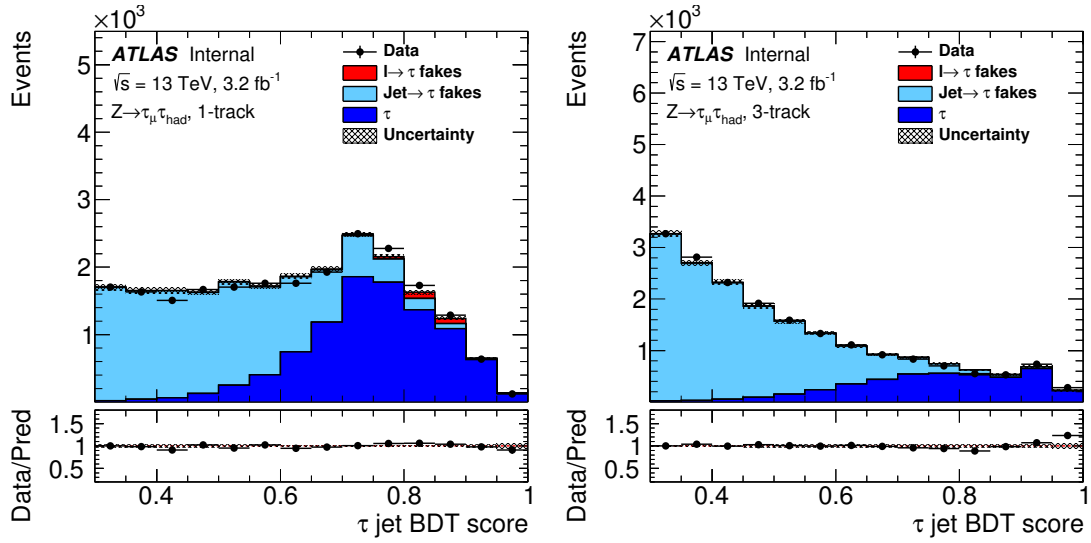 ×10³
Events
5
4
3
2
1
ATLAS Internal
√s = 13 TeV, 3.2 fb⁻¹
Z→τ_μτ_had, 1-track
Data
l→ τ fakes
Jet→ τ fakes
τ
Uncertainty
Data/Pred
1.5
1
0.5
0.4 0.6 0.8 1
τ jet BDT score
×10³
Events
7
6
5
4
3
2
1
ATLAS Internal
√s = 13 TeV, 3.2 fb⁻¹
Z→τ_μτ_had, 3-track
Data
l→ τ fakes
Jet→ τ fakes
τ
Uncertainty
Data/Pred
1.5
1
0.5
0.4 0.6 0.8 1
τ jet BDT score